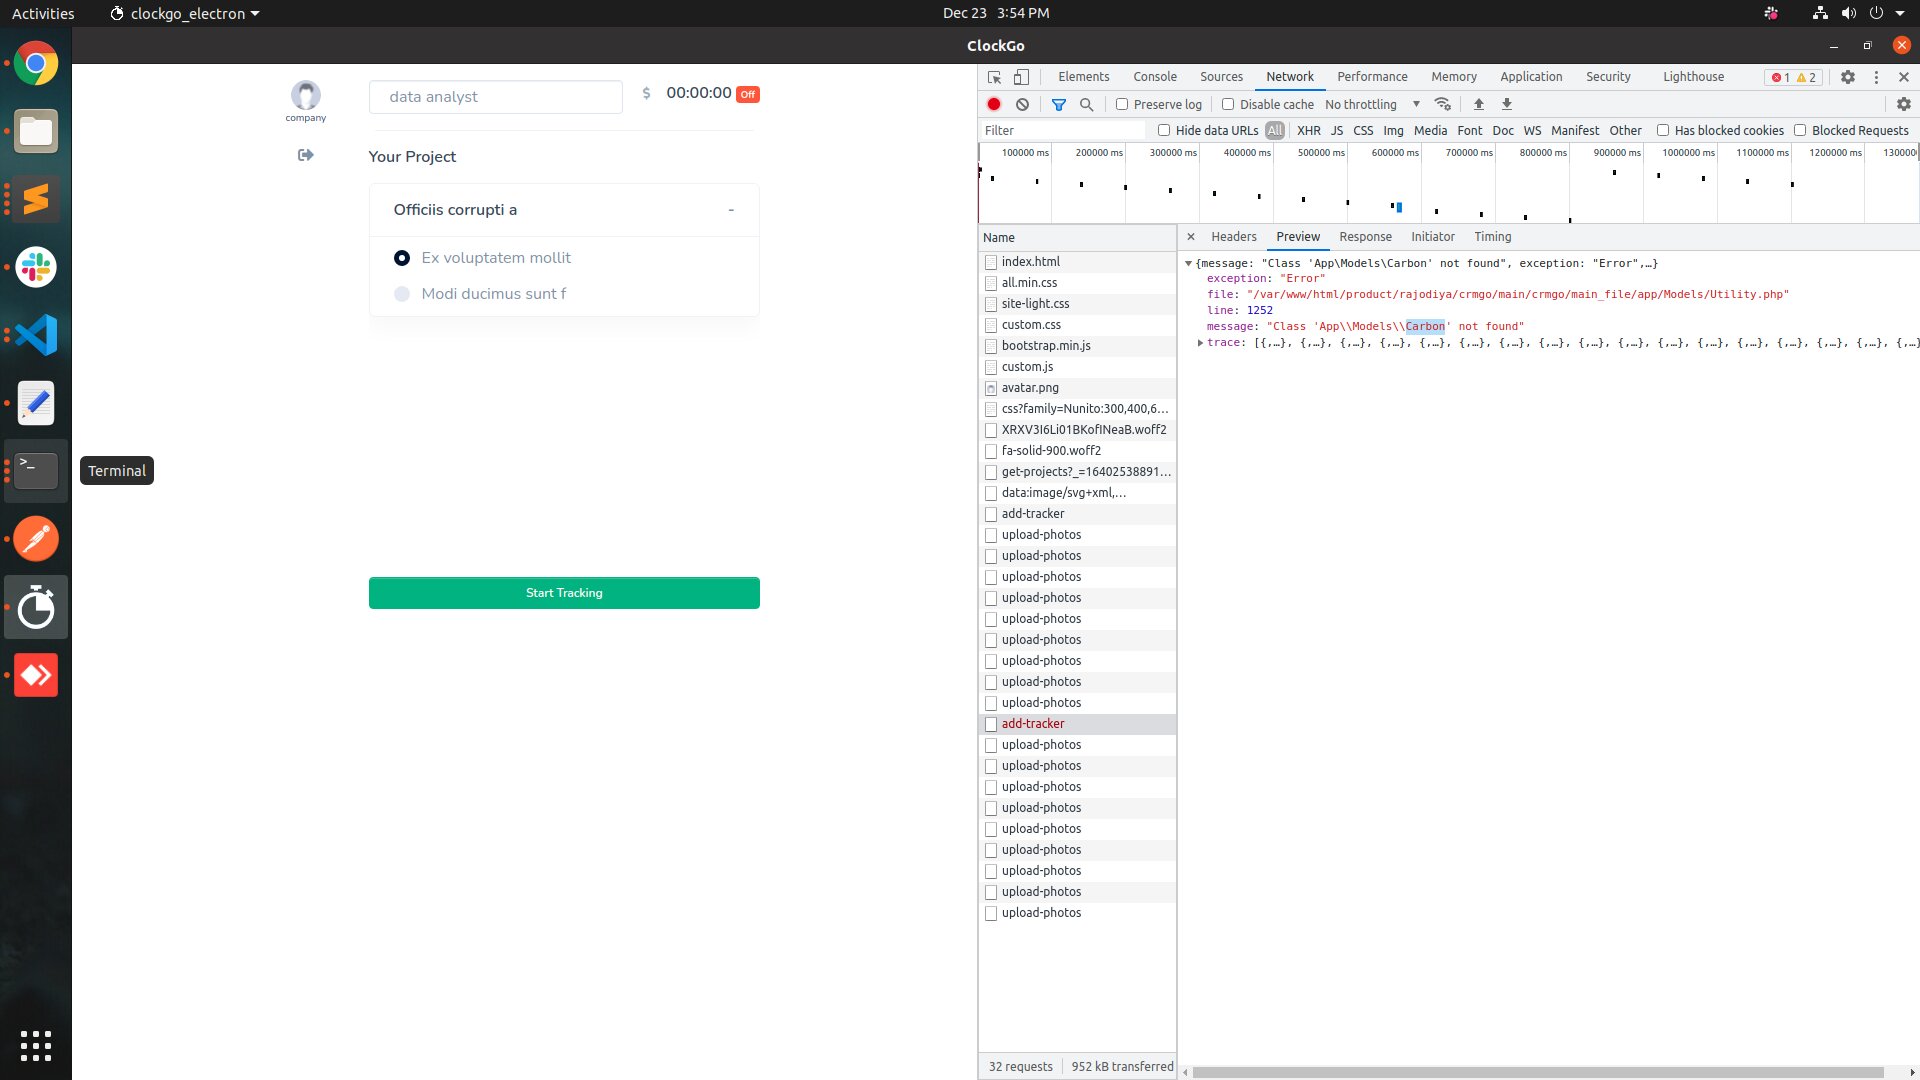 Activities
clockgo_electron
Dec 23 3:54 PM
ClockGo
company
data analyst
$ 00:00:00 Off
Your Project
Officiis corrupti a -
Ex voluptatem mollit
Modi ducimus sunt f
Terminal
Start Tracking
Elements Console Sources Network Performance Memory Application Security Lighthouse 1 2
Preserve log Disable cache No throttling
Filter Hide data URLs All XHR JS CSS Img Media Font Doc WS Manifest Other Has blocked cookies Blocked Requests
100000 ms 200000 ms 300000 ms 400000 ms 500000 ms 600000 ms 700000 ms 800000 ms 900000 ms 1000000 ms 1100000 ms 1200000 ms 130000
Name
index.html
all.min.css
site-light.css
custom.css
bootstrap.min.js
custom.js
avatar.png
css?family=Nunito:300,400,6…
XRXV3I6Li01BKofINeaB.woff2
fa-solid-900.woff2
get-projects?_=16402538891…
data:image/svg+xml,…
add-tracker
upload-photos
upload-photos
upload-photos
upload-photos
upload-photos
upload-photos
upload-photos
upload-photos
upload-photos
add-tracker
upload-photos
upload-photos
upload-photos
upload-photos
upload-photos
upload-photos
upload-photos
upload-photos
upload-photos
32 requests 952 kB transferred
Headers Preview Response Initiator Timing
{message: "Class 'App\Models\Carbon' not found", exception: "Error",…}
exception: "Error"
file: "/var/www/html/product/rajodiya/crmgo/main/crmgo/main_file/app/Models/Utility.php"
line: 1252
message: "Class 'App\\Models\\Carbon' not found"
trace: [{,…}, {,…}, {,…}, {,…}, {,…}, {,…}, {,…}, {,…}, {,…}, {,…}, {,…}, {,…}, {,…}, {,…}, {,…}, {,…}, {,…}